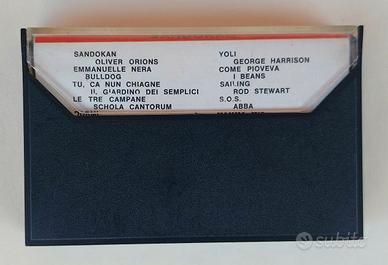 SANDOKAN
OLIVER ORIONS
EMMANUELLE NERA
BULLDOG
TU, CA NUN CHIAGNE
IL GIARDINO DEI SEMPLICI
LE TRE CAMPANE
SCHOLA CANTORUM
YOLI
GEORGE HARRISON
COME PIOVEVA
I BEANS
SAILING
ROD STEWART
S.O.S.
ABBA
subito